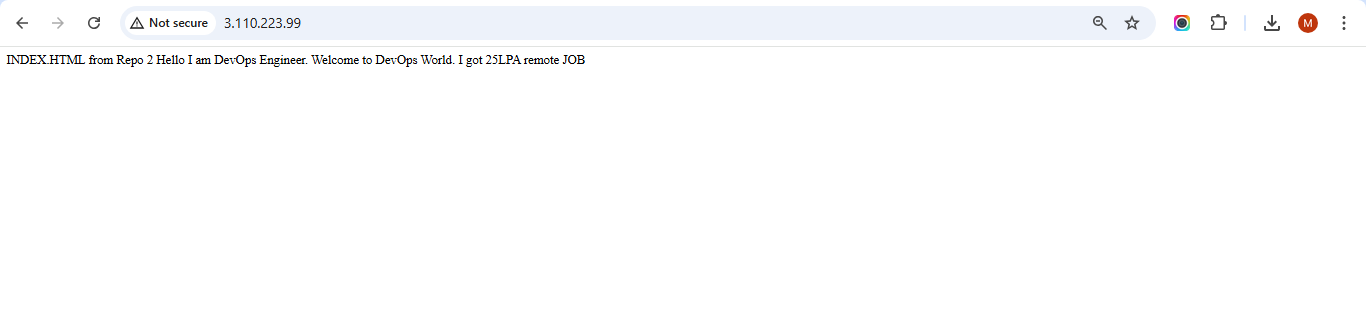 Not secure 3.110.223.99 M
INDEX.HTML from Repo 2 Hello I am DevOps Engineer. Welcome to DevOps World. I got 25LPA remote JOB